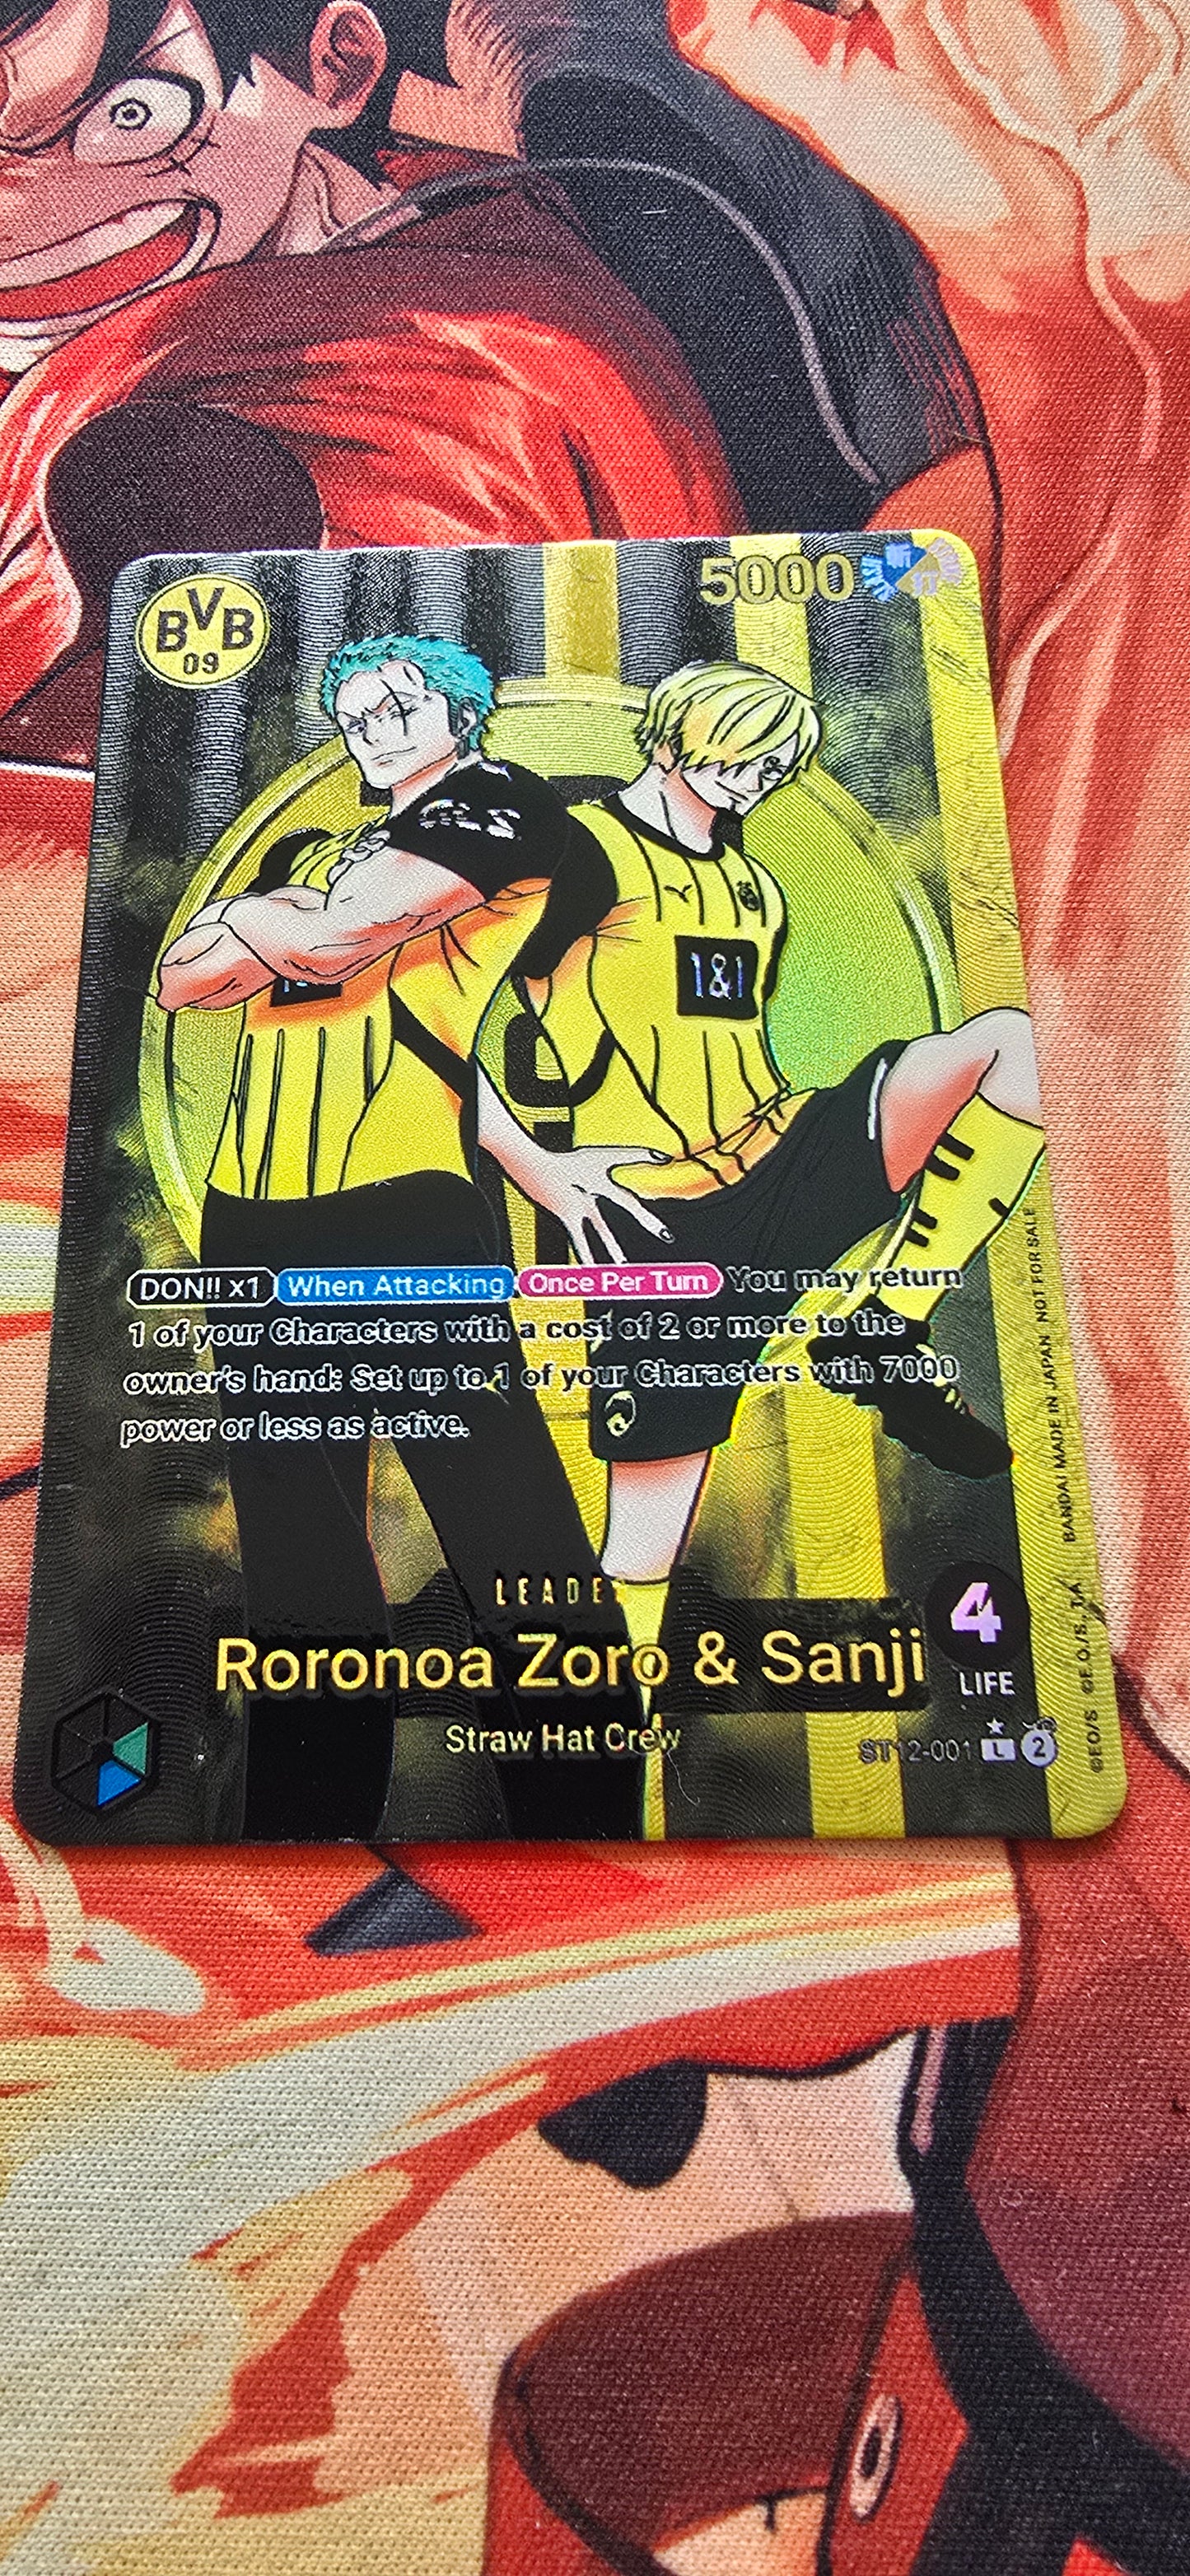 BVB
09
5000
1&1
DON!! x1 When Attacking Once Per Turn You may return
1 of your Characters with a cost of 2 or more to the
owner's hand: Set up to 1 of your Characters with 7000
power or less as active.
LEADE
Roronoa Zoro & Sanji
4
LIFE
Straw Hat Crew
ST12-001 L 2
©EO/S ©E.O/S.,T.A BANDAI MADE IN JAPAN NOT FOR SALE